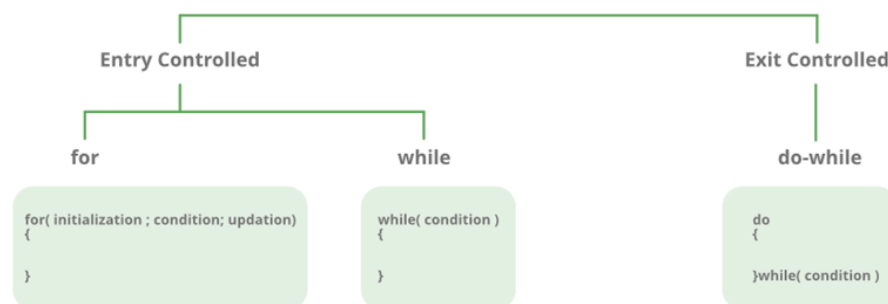 Entry Controlled
Exit Controlled
for
while
do-while
for( initialization ; condition; updation)
{
}
while( condition )
{
}
do
{
}while( condition )